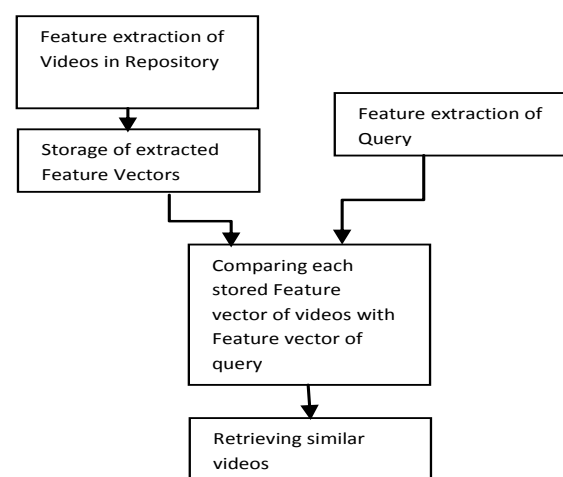 Feature extraction of
Videos in Repository
Feature extraction of
Query
Storage of extracted
Feature Vectors
Comparing each
stored Feature
vector of videos with
Feature vector of
query
Retrieving similar
videos